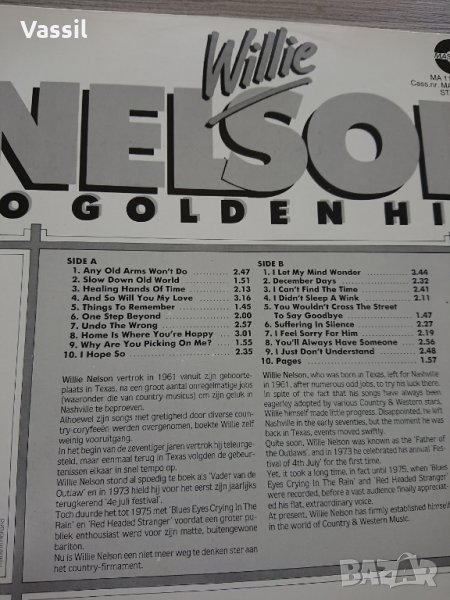 Vassil
Willie
NELSON
O GOLDEN HI
MA 1
Cass.nr. MA
ST
SIDE A
1. Any Old Arms Won't Do 2.47
2. Slow Down Old World 1.51
3. Healing Hands Of Time 2.13
4. And So Will You My Love 3.16
5. Things To Remember 1.45
6. One Step Beyond 2.00
7. Undo The Wrong 2.57
8. Home Is Where You're Happy 3.01
9. Why Are You Picking On Me? 1.55
10. I Hope So 2.35
SIDE B
1. I Let My Mind Wander 3.44
2. December Days 2.32
3. I Can't Find The Time 2.41
4. I Didn't Sleep A Wink 2.11
5. You Wouldn't Cross The Street
To Say Goodbye 1.47
6. Suffering In Silence 2.27
7. I Feel Sorry For Him 2.19
8. You'll Always Have Someone 2.56
9. I Just Don't Understand 2.48
10. Pages 1.57
Willie Nelson vertrok in 1961 vanuit zijn geboorte-
plaats in Texas, na een groot aantal onregelmatige jobs
(waaronder die van country-musicus) om zijn geluk in
Nashville te beproeven.
Alhoewel zijn songs met gretigheid door diverse coun-
try-coryfeeën werden overgenomen, boekte Willie zelf
weinig vooruitgang.
In het begin van de zeventiger jaren vertrok hij teleurge-
steld, maar eenmaal terug in Texas volgden de gebeur-
tenissen elkaar in snel tempo op.
Willie Nelson stond al spoedig te boek als 'Vader van de
Outlaw' en in 1973 hield hij voor het eerst zijn jaarlijks
terugkerend '4e juli festival'.
Toch duurde het tot 1975 met 'Blues Eyes Crying In The
Rain' en 'Red Headed Stranger' voordat een groter pu-
bliek enthousiast werd voor zijn matte, buitengewone
bariton.
Nu is Willie Nelson een niet meer weg te denken ster aan
het country-firmament.
Willie Nelson, who was born in Texas, left for Nashville
in 1961, after numerous odd jobs, to try his luck there.
In spite of the fact that his songs have always been
eagerley adopted by various Country & Western stars,
Willie himself made little progress. Disappointed, he left
Nashville in the early seventies, but the moment he was
back in Texas, events moved swiftly.
Quite soon, Willie Nelson was known as the 'Father of
the Outlaws', and in 1973 he celebrated his annual 'Fes-
tival of 4th July' for the first time.
Yet, it took a long time, in fact until 1975, when 'Blues
Eyes Crying In The Rain' and 'Red Headed Stranger'
were recorded, before a vast audience finally appreciat-
ed his flat, extraordinary voice.
At present, Willie Nelson has firmly established himself
in the world of Country & Western Music.
BAZAR.BG